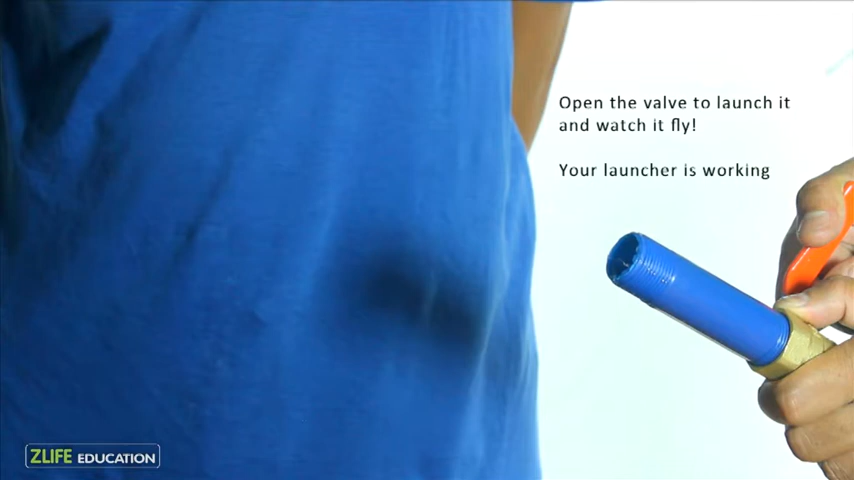 Open the valve to launch it
and watch it fly!
Your launcher is working
ZLIFE EDUCATION